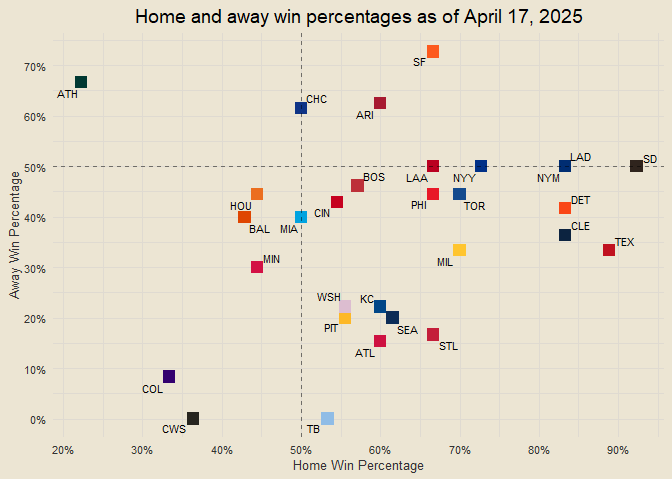 Home and away win percentages as of April 17, 2025
70%
60%
50%
40%
30%
20%
10%
0%
Away Win Percentage
SF
ATH
CHC
ARI
LAD
SD
BOS
LAA
NYY
NYM
HOU
CIN
PHI
TOR
DET
BAL
MIA
CLE
TEX
MIN
MIL
WSH
KC
PIT
SEA
ATL
STL
COL
CWS
TB
20%
30%
40%
50%
60%
70%
80%
90%
Home Win Percentage